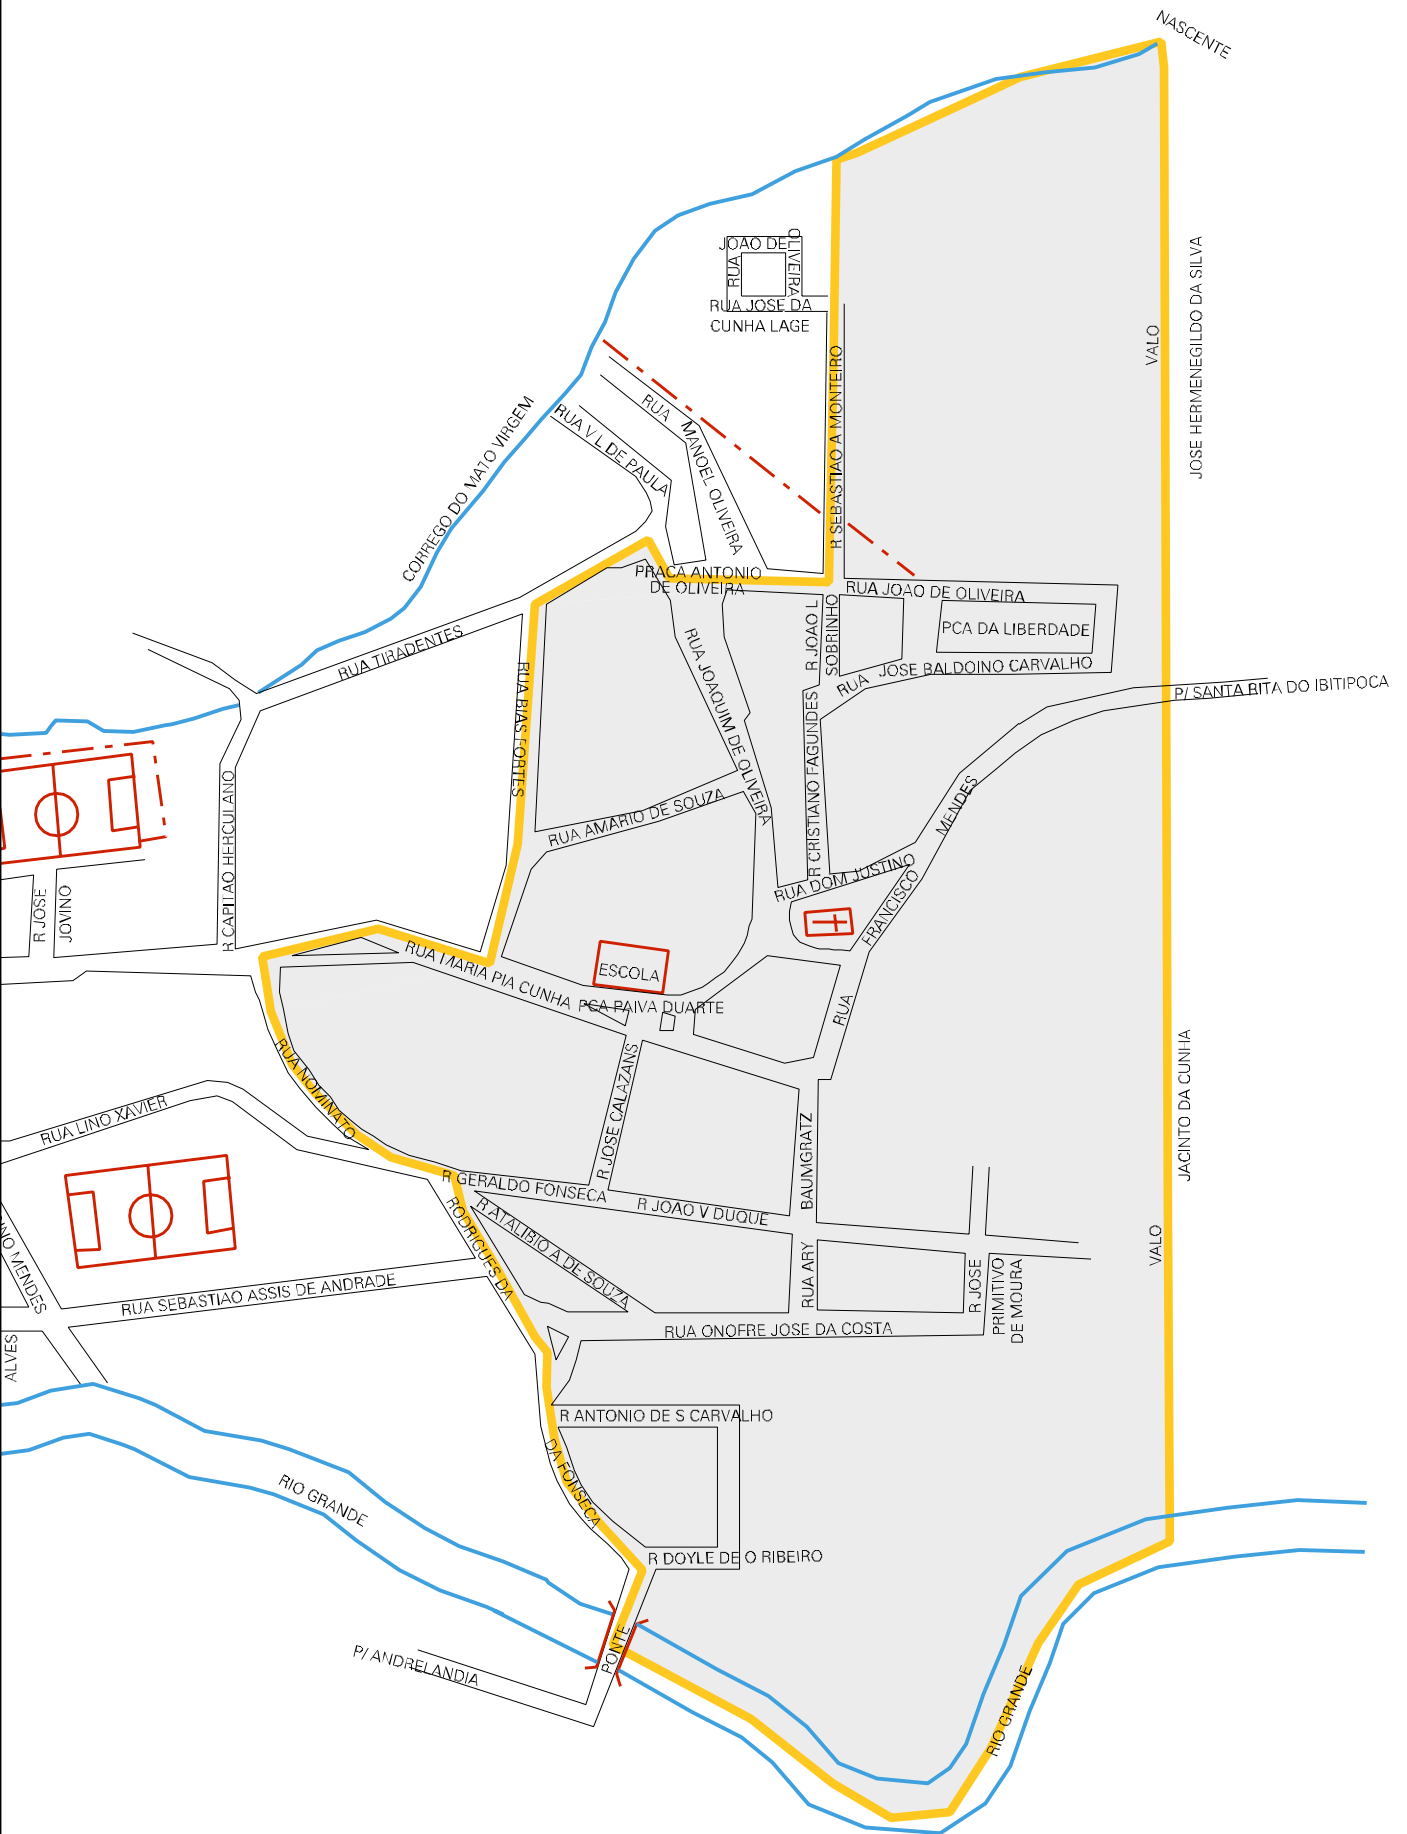 NASCENTE
JOAO DE
OLIVEIRA
RUA
RUA JOSE DA
CUNHA LAGE
JOSE HERMENEGILDO DA SILVA
VALO
R SEBASTIAO A MONTEIRO
RUA
MANOEL OLIVEIRA
RUA V L DE PAULA
CORREGO DO MATO VIRGEM
PRACA ANTONIO
DE OLIVEIRA
RUA JOAO DE OLIVEIRA
PCA DA LIBERDADE
R JOAO L
SOBRINHO
RUA JOSE BALDOINO CARVALHO
P/ SANTA RITA DO IBITIPOCA
RUA TIRADENTES
RUA BIAS FORTES
RUA JOAQUIM DE OLIVEIRA
R CRISTIANO FAGUNDES
RUA AMARIO DE SOUZA
R CAPITAO HERCULANO
RUA DOM JUSTINO
RUA
FRANCISCO
MENDES
R JOSE
JOVINO
RUA MARIA PIA CUNHA
ESCOLA
PCA PAIVA DUARTE
RUA NOMINATO
R JOSE CALAZANS
RUA LINO XAVIER
JACINTO DA CUNHA
VALO
RUA ARY
BAUMGRATZ
R GERALDO FONSECA
R JOAO V DUQUE
R ATALIBIO A DE SOUZA
RODRIGUES DA
R JOSE
PRIMITIVO
DE MOURA
INO MENDES
RUA SEBASTIAO ASSIS DE ANDRADE
RUA ONOFRE JOSE DA COSTA
ALVES
R ANTONIO DE S CARVALHO
DA FONSECA
RIO GRANDE
R DOYLE DE O RIBEIRO
PONTE
P/ ANDRELANDIA
RIO GRANDE